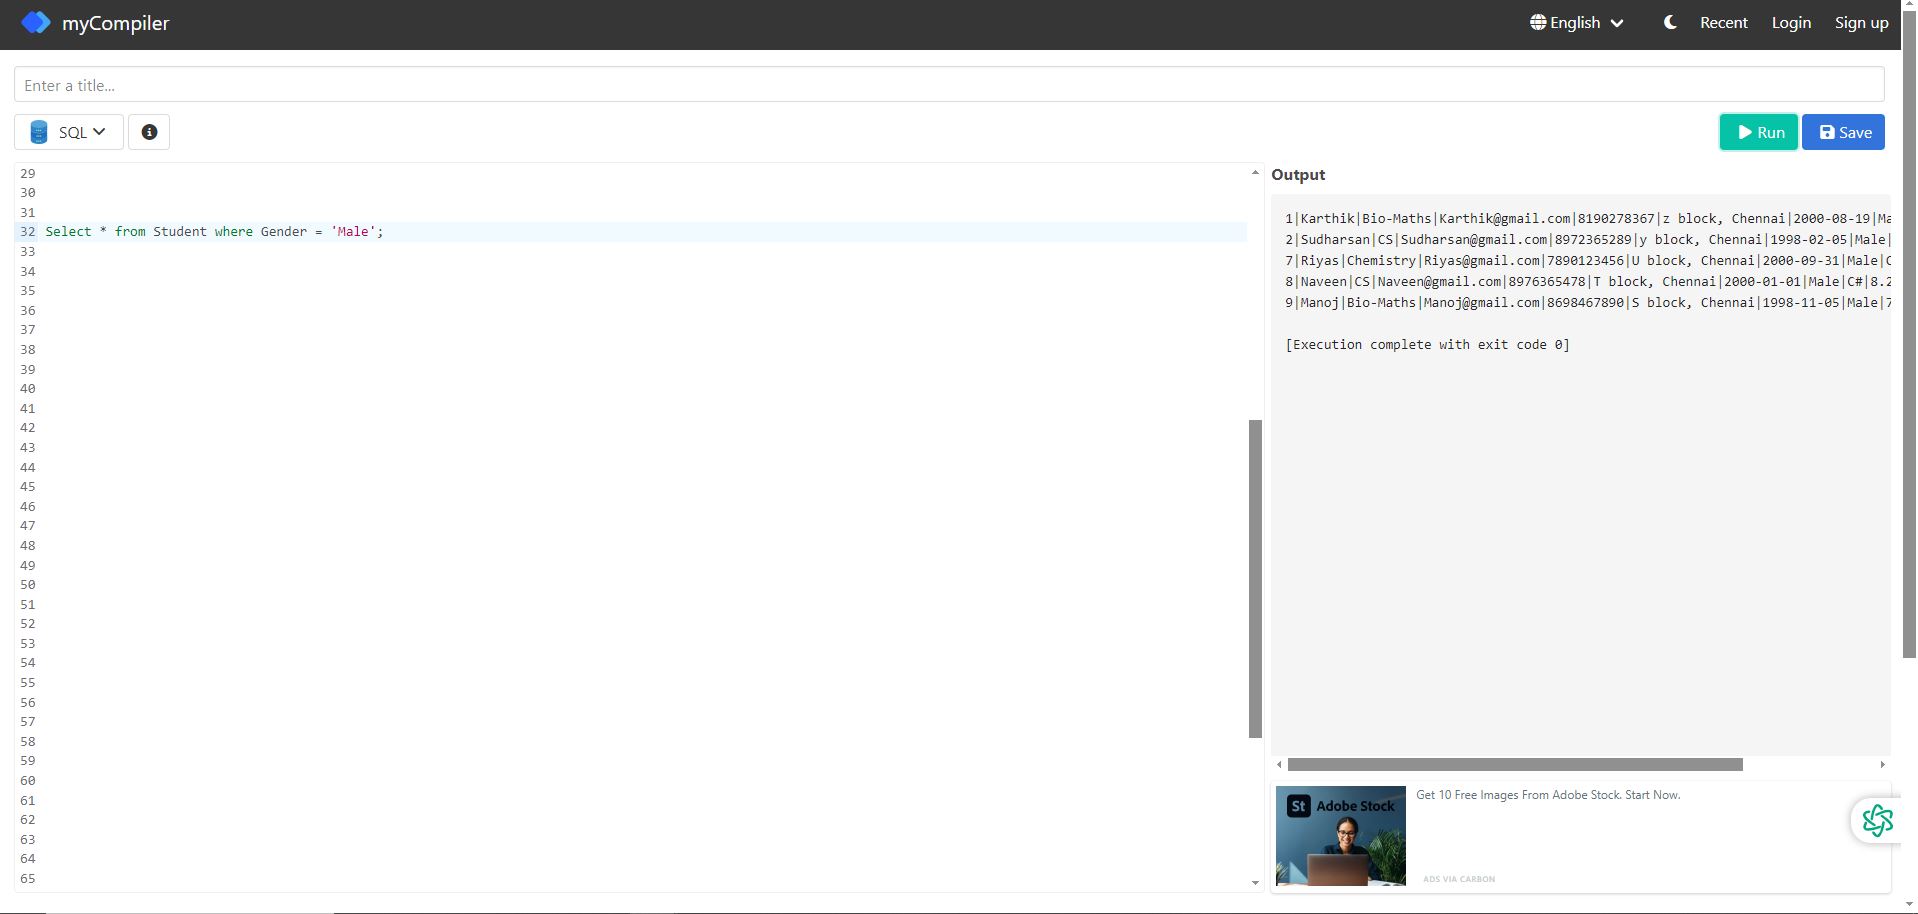 myCompiler
English
Recent
Login
Sign up
Enter a title...
SQL
Run
Save
29
30
31
32 Select * from Student where Gender = 'Male';
33
34
35
36
37
38
39
40
41
42
43
44
45
46
47
48
49
50
51
52
53
54
55
56
57
58
59
60
61
62
63
64
65
Output
1|Karthik|Bio-Maths|Karthik@gmail.com|8190278367|z block, Chennai|2000-08-19|Ma
2|Sudharsan|CS|Sudharsan@gmail.com|8972365289|y block, Chennai|1998-02-05|Male|
7|Riyas|Chemistry|Riyas@gmail.com|7890123456|U block, Chennai|2000-09-31|Male|C
8|Naveen|CS|Naveen@gmail.com|8976365478|T block, Chennai|2000-01-01|Male|C#|8.2
9|Manoj|Bio-Maths|Manoj@gmail.com|8698467890|S block, Chennai|1998-11-05|Male|7
[Execution complete with exit code 0]
St Adobe Stock
Get 10 Free Images From Adobe Stock. Start Now.
ADS VIA CARBON